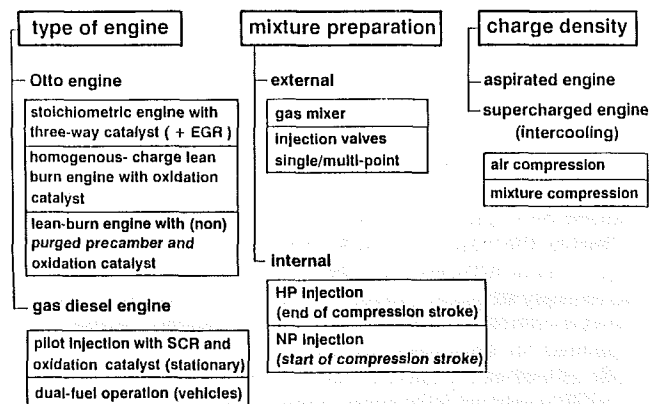 type of engine
Otto engine
stoichiometric engine with
three-way catalyst ( + EGR )
homogenous- charge lean
burn engine with oxidation
catalyst
lean-burn engine with (non)
purged precamber and
oxidation catalyst
gas diesel engine
pilot injection with SCR and
oxidation catalyst (stationary)
dual-fuel operation (vehicles)
mixture preparation
external
gas mixer
injection valves
single/multi-point
internal
HP injection
(end of compression stroke)
NP injection
(start of compression stroke)
charge density
aspirated engine
supercharged engine
(intercooling)
air compression
mixture compression